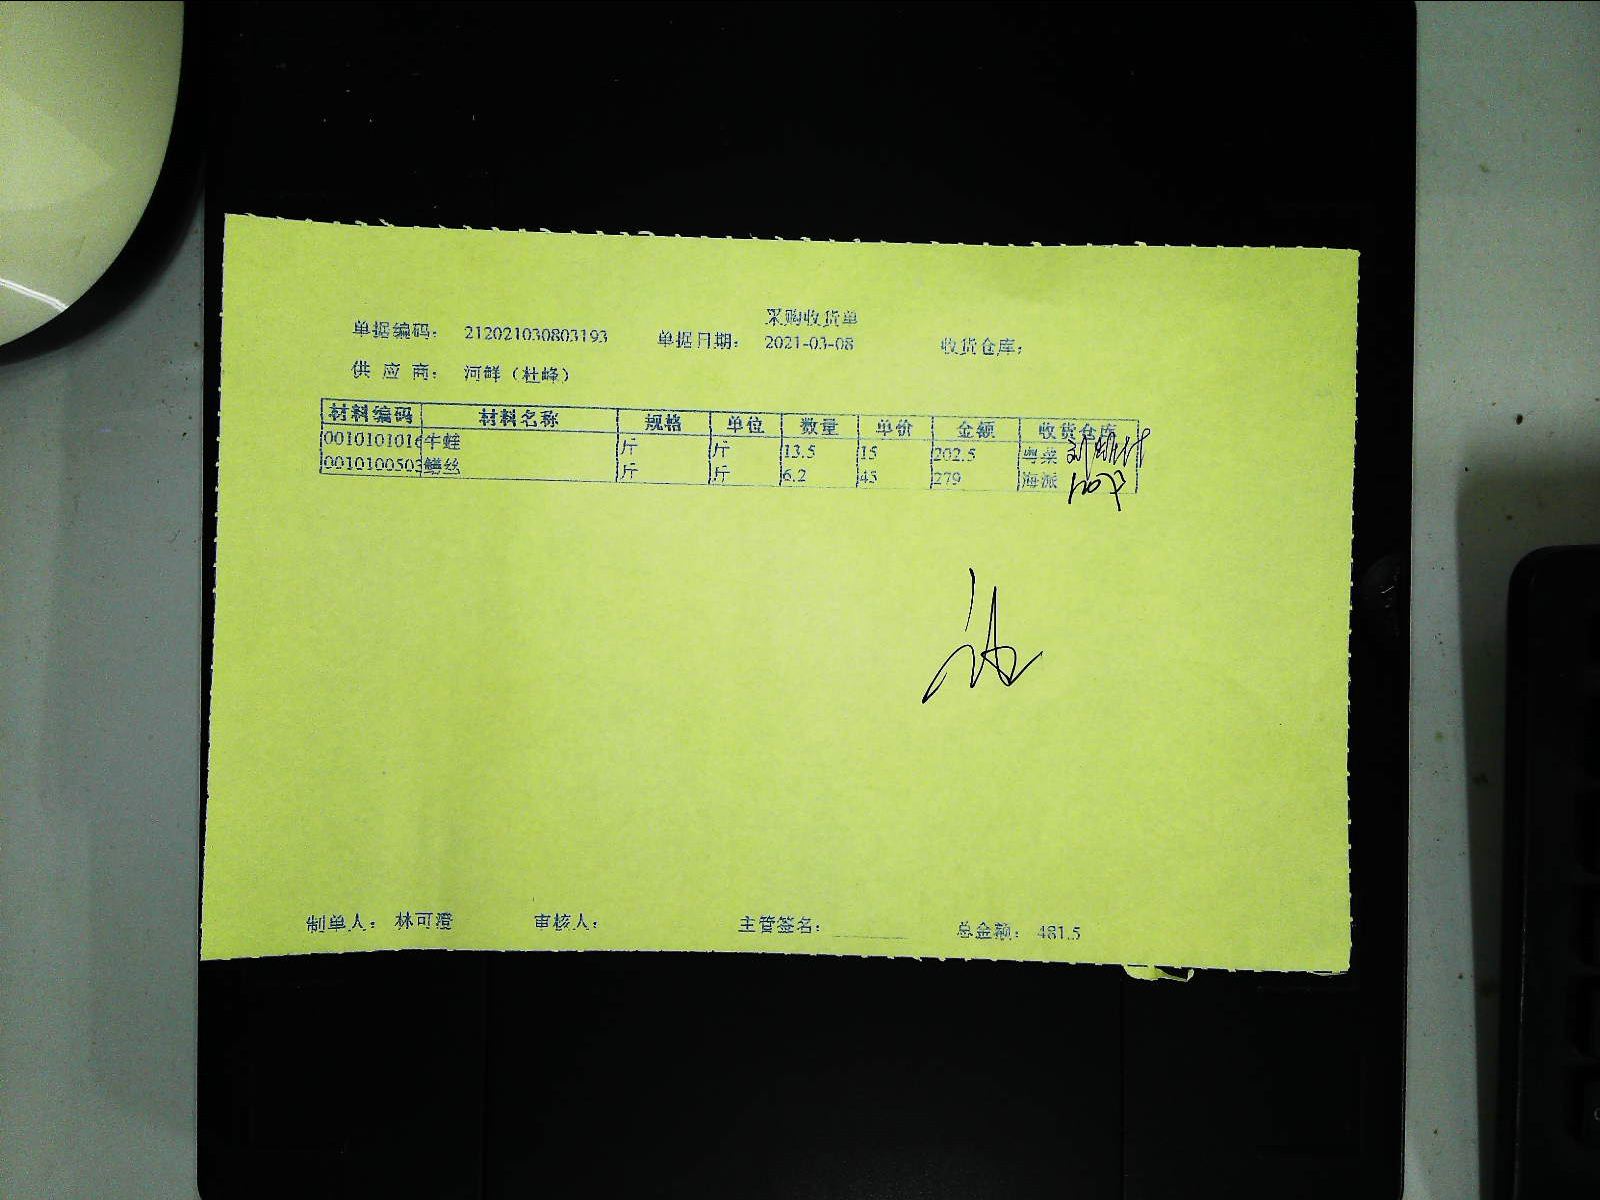 采购收货单
单据编码： 212021030803193 单据日期： 2021-03-08 收货仓库：
供 应 商： 河鲜（杜峰）
材料编码 材料名称 规格 单位 数量 单价 金额 收货仓库
0010101016 牛蛙 斤 斤 13.5 15 202.5 粤菜
0010100503 鳝丝 斤 斤 6.2 45 279 海派
制单人： 林可澄 审核人： 主管签名： 总金额： 481.5